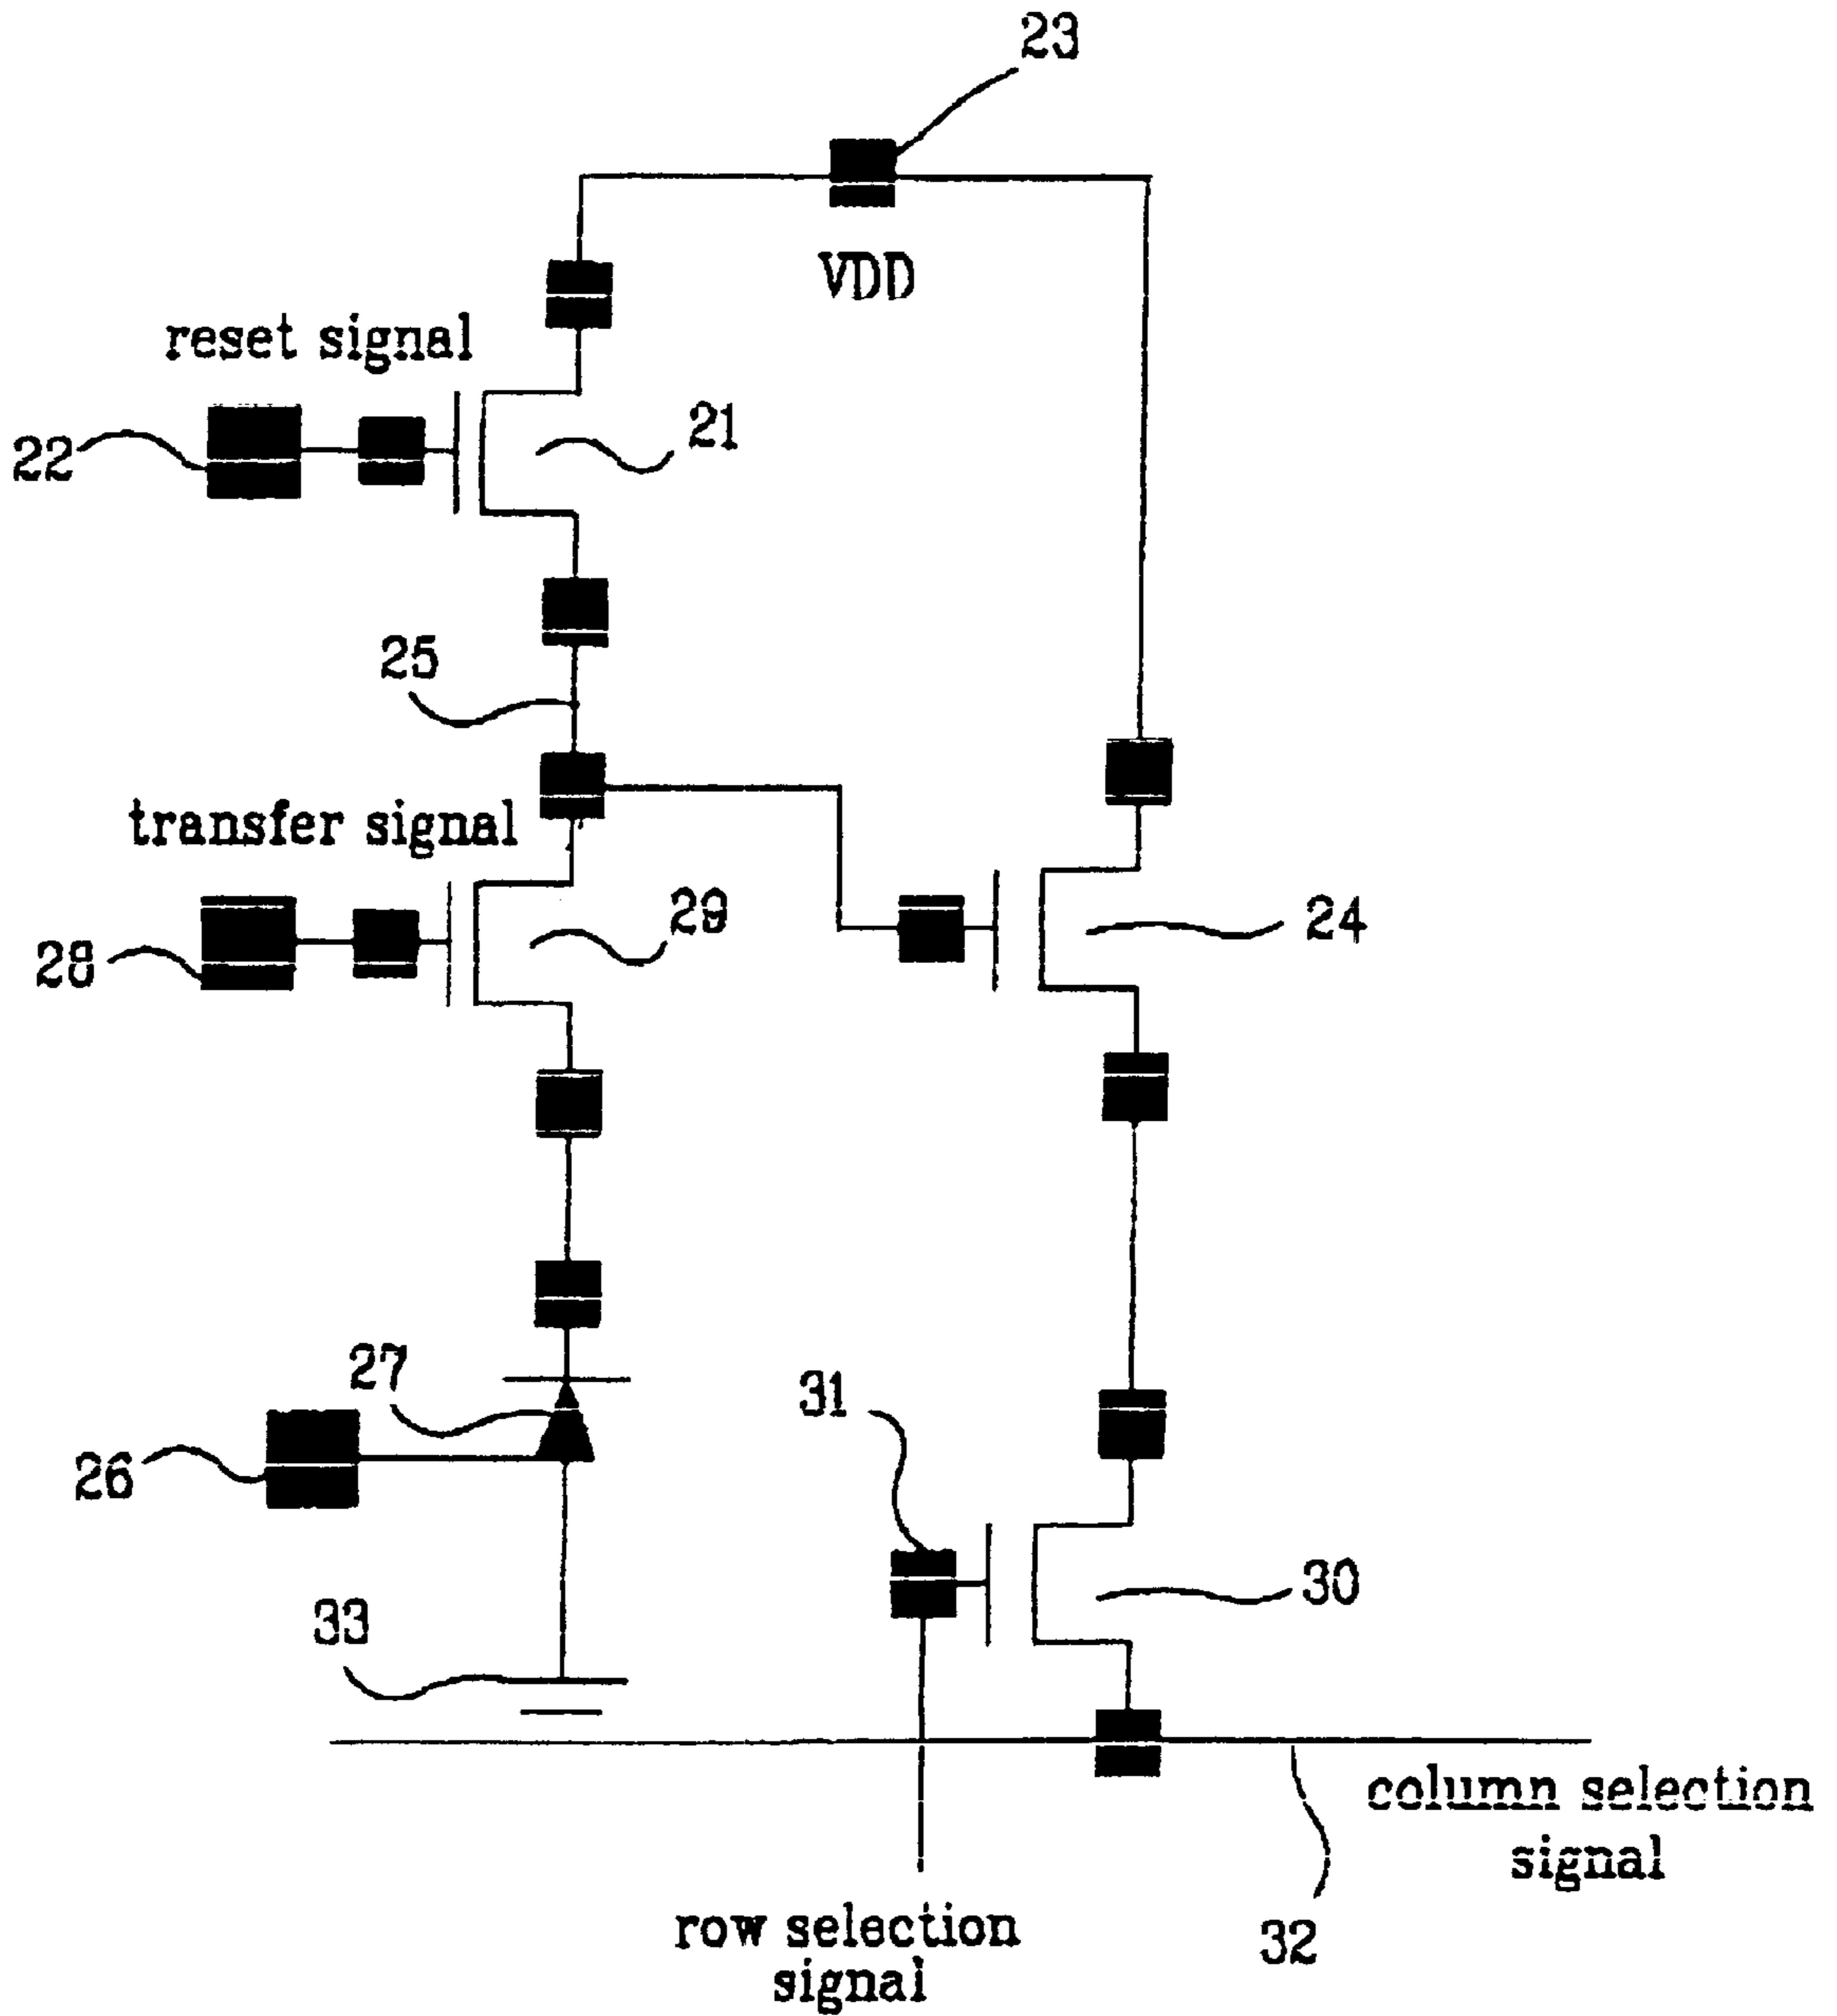 23
VDD
reset signal
22
21
25
transfer signal
29
24
28
27
31
26
30
33
column selection
signal
row selection
signal
32